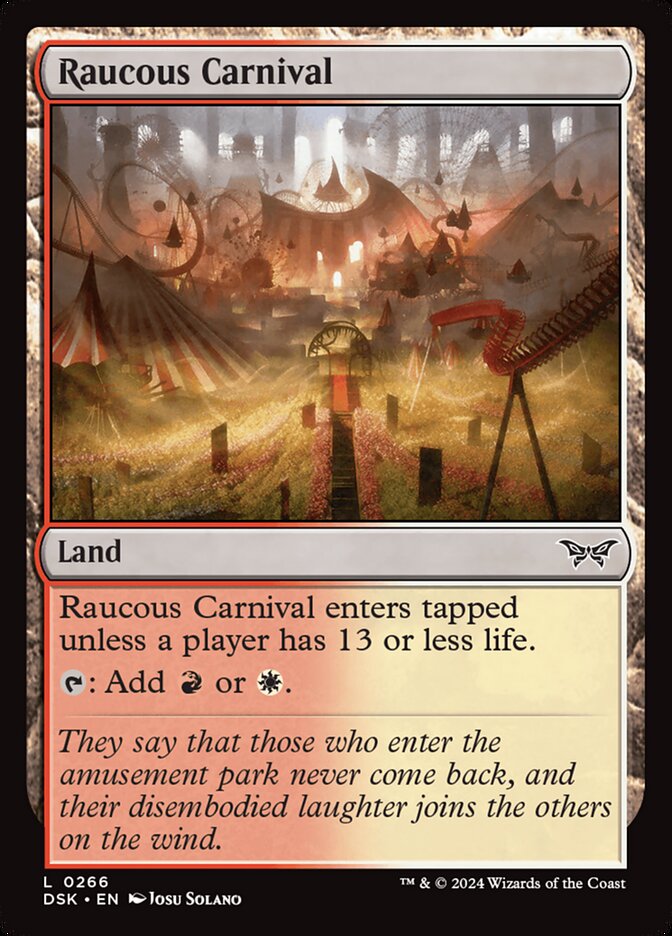 Raucous Carnival
Land
Raucous Carnival enters tapped
unless a player has 13 or less life.
: Add or .
They say that those who enter the
amusement park never come back, and
their disembodied laughter joins the others
on the wind.
L 0266
DSK • EN Josu Solano
™ & © 2024 Wizards of the Coast